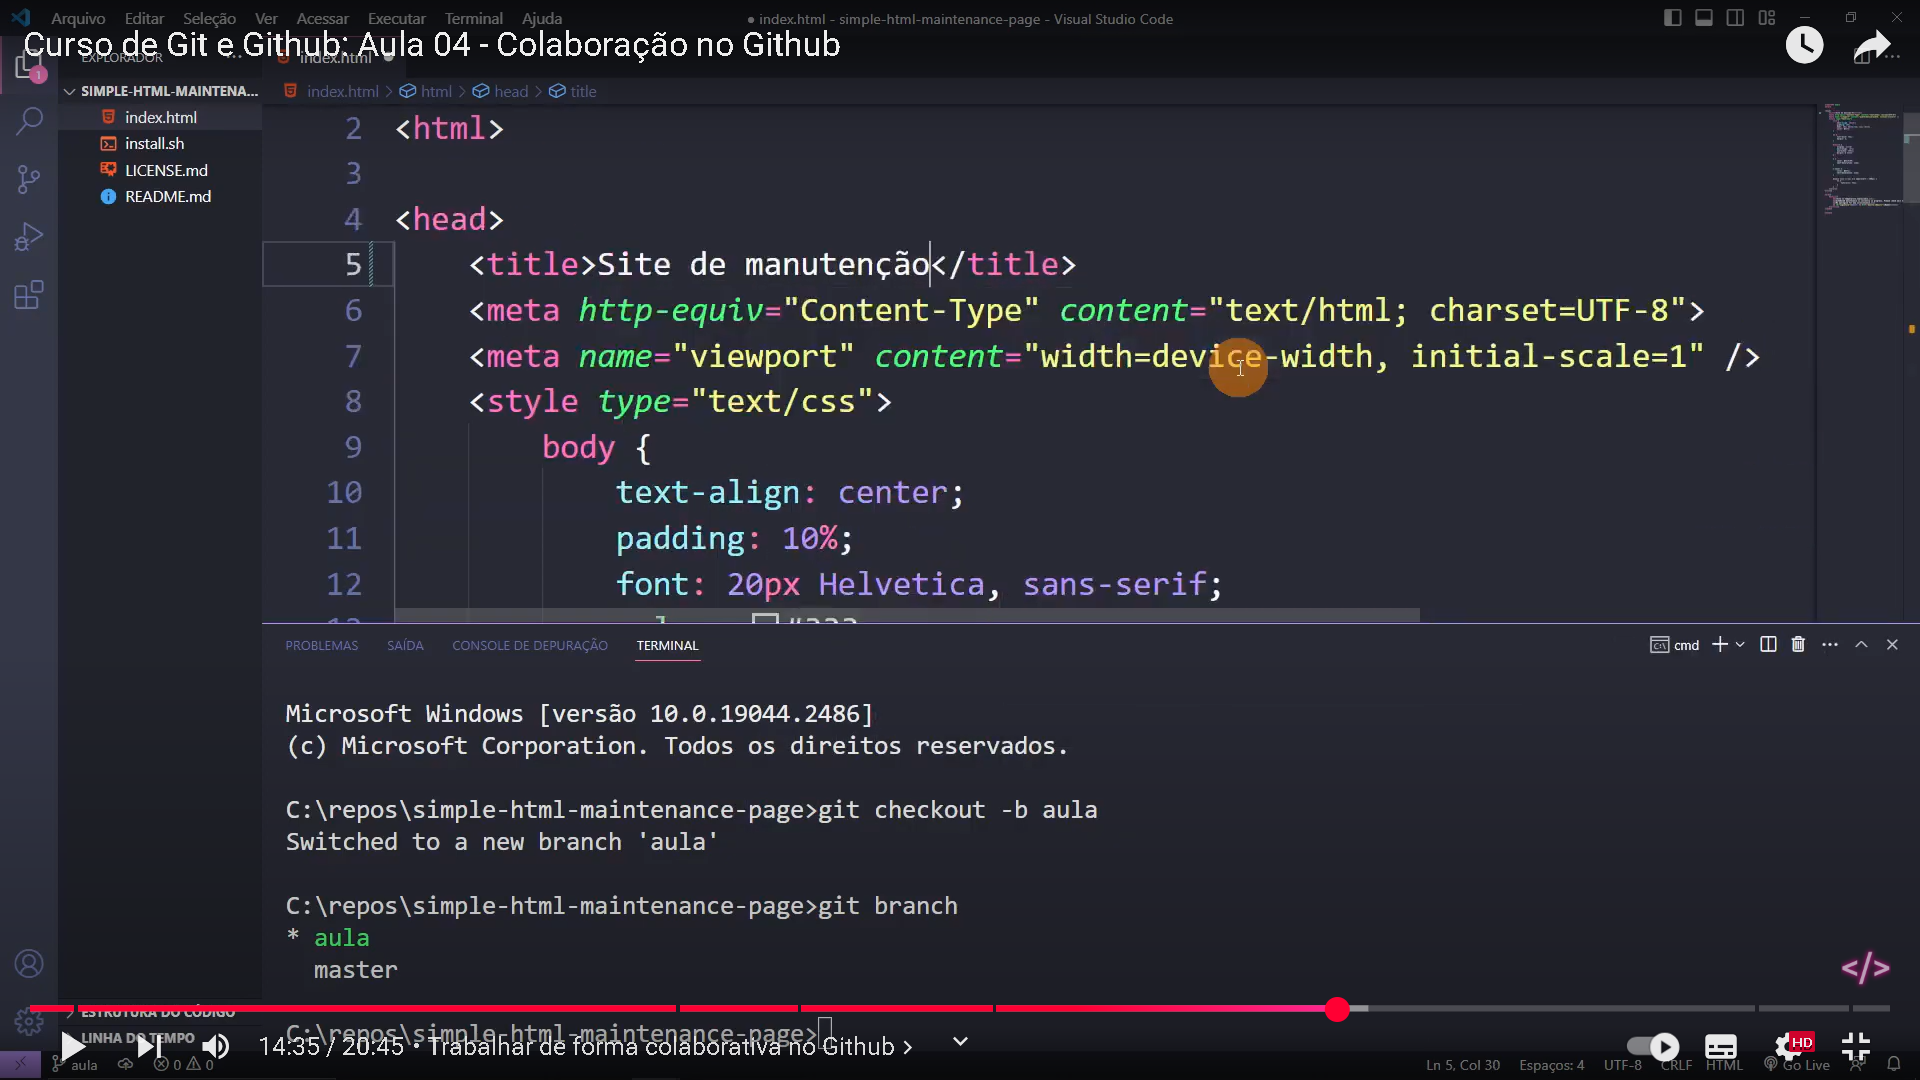 Arquivo Editar Seleção Ver Acessar Executar Terminal Ajuda
● index.html - simple-html-maintenance-page - Visual Studio Code
Curso de Git e Github: Aula 04 - Colaboração no Github
EXPLORADOR
index.html
SIMPLE-HTML-MAINTENA...
index.html > html > head > title
index.html
install.sh
LICENSE.md
README.md
1
2 <html>
3
4 <head>
5 <title>Site de manutenção</title>
6 <meta http-equiv="Content-Type" content="text/html; charset=UTF-8">
7 <meta name="viewport" content="width=device-width, initial-scale=1" />
8 <style type="text/css">
9 body {
10 text-align: center;
11 padding: 10%;
12 font: 20px Helvetica, sans-serif;
PROBLEMAS SAÍDA CONSOLE DE DEPURAÇÃO TERMINAL
cmd
Microsoft Windows [versão 10.0.19044.2486]
(c) Microsoft Corporation. Todos os direitos reservados.
C:\repos\simple-html-maintenance-page>git checkout -b aula
Switched to a new branch 'aula'
C:\repos\simple-html-maintenance-page>git branch
* aula
master
</>
ESTRUTURA DO CÓDIGO
C:\repos\simple-html-maintenance-page>
LINHA DO TEMPO
14:35 / 20:45 • Trabalhar de forma colaborativa no Github >
HD
aula
0 0
Ln 5, Col 30 Espaços: 4 UTF-8 CRLF HTML Go Live